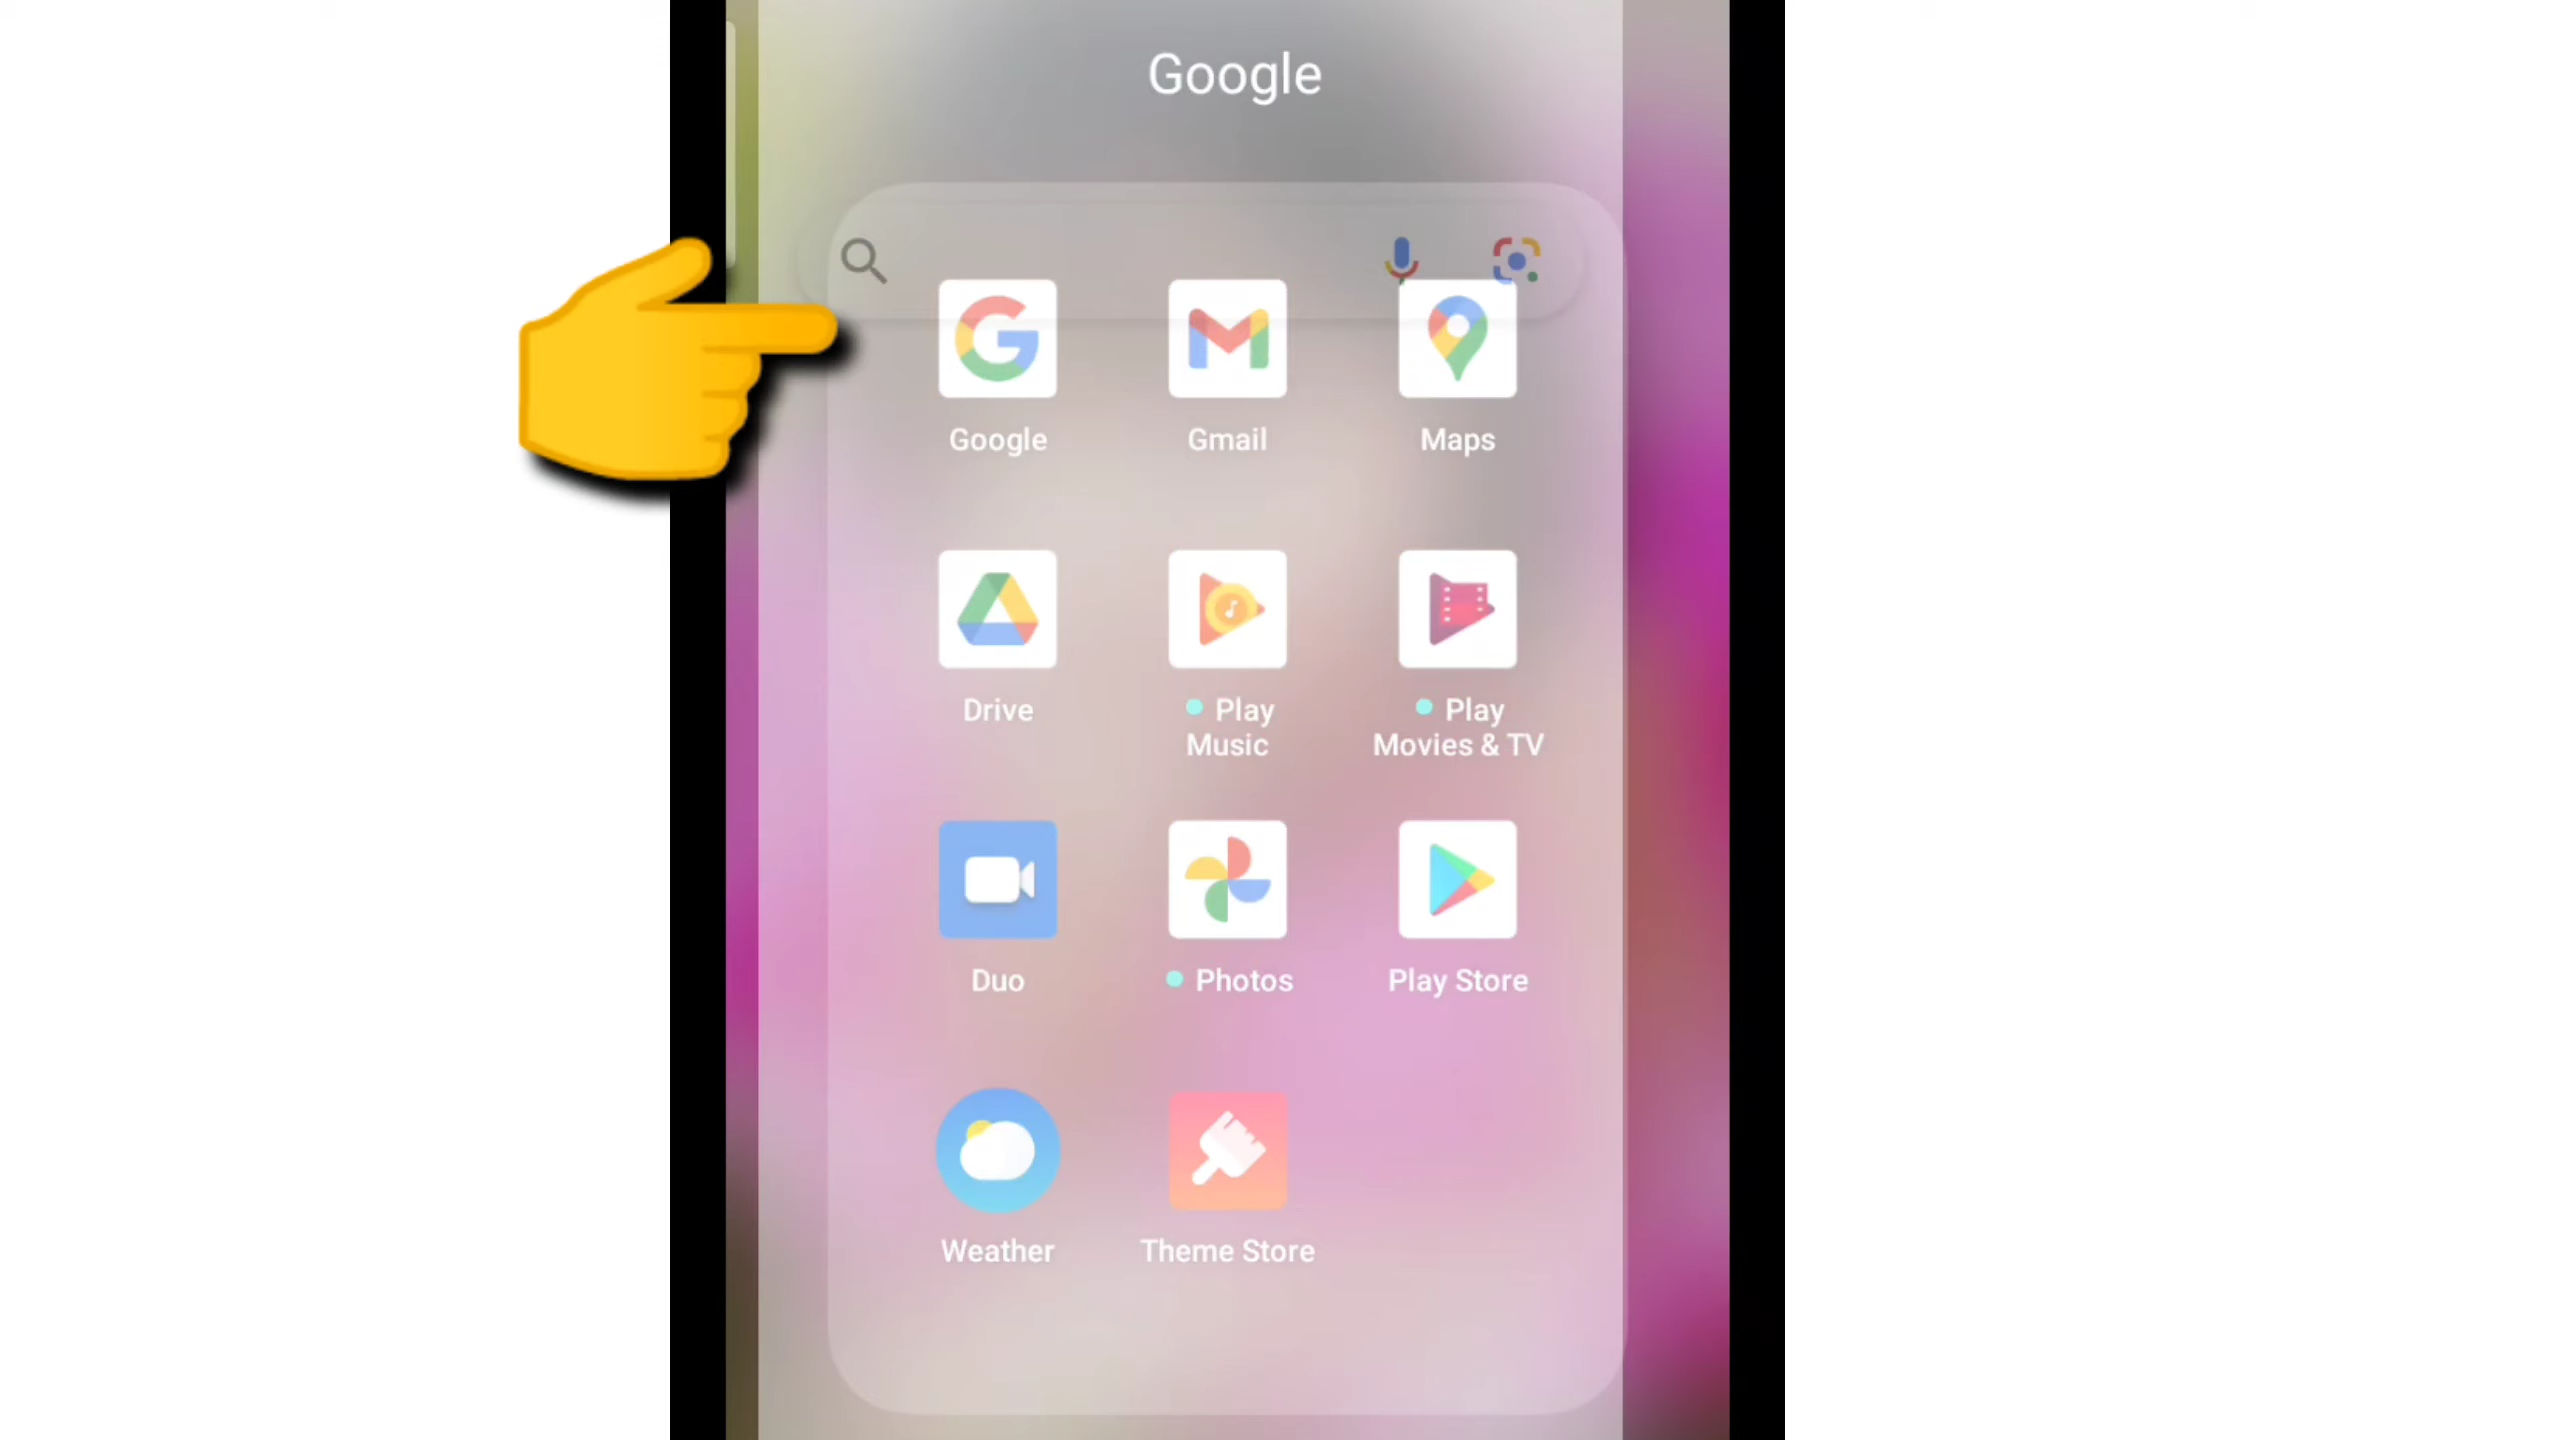 Google
Google
Gmail
Maps
Drive
Play
Music
Play
Movies & TV
Duo
Photos
Play Store
Weather
Theme Store